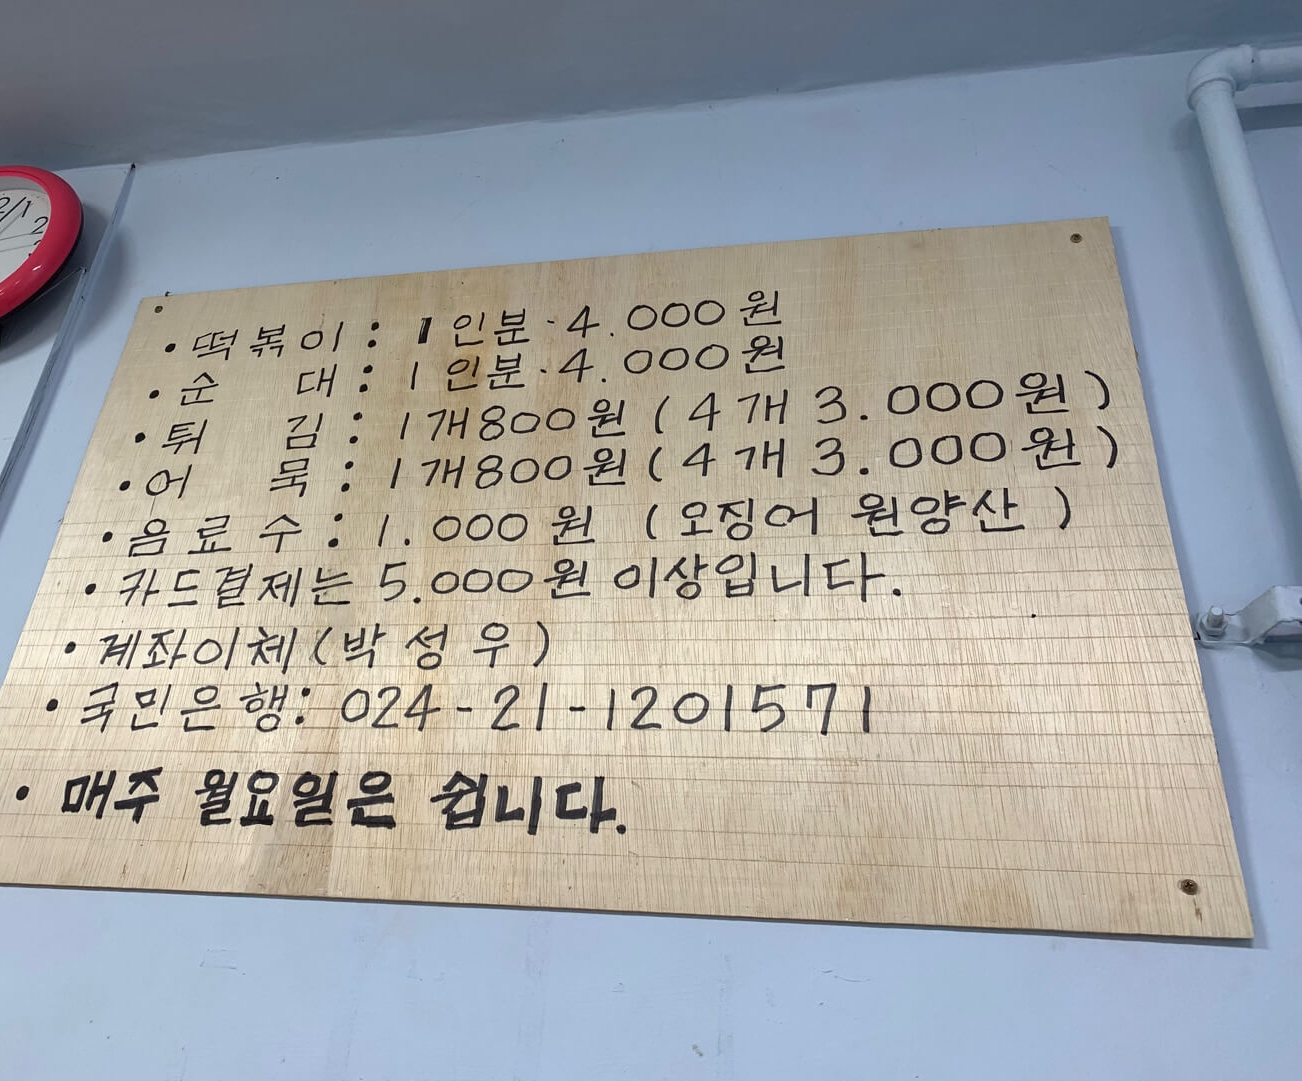 • 떡볶이 : 1인분·4.000원
• 순 대 : 1인분·4.000원
• 튀 김 : 1개800원 (4개 3.000원)
• 어 묵 : 1개800원 (4개 3.000원)
• 음료수 : 1.000원 (오징어 원양산)
• 카드결제는 5.000원 이상입니다.
• 계좌이체 (박성우)
• 국민은행: 024-21-1201571
• 매주 월요일은 쉽니다.